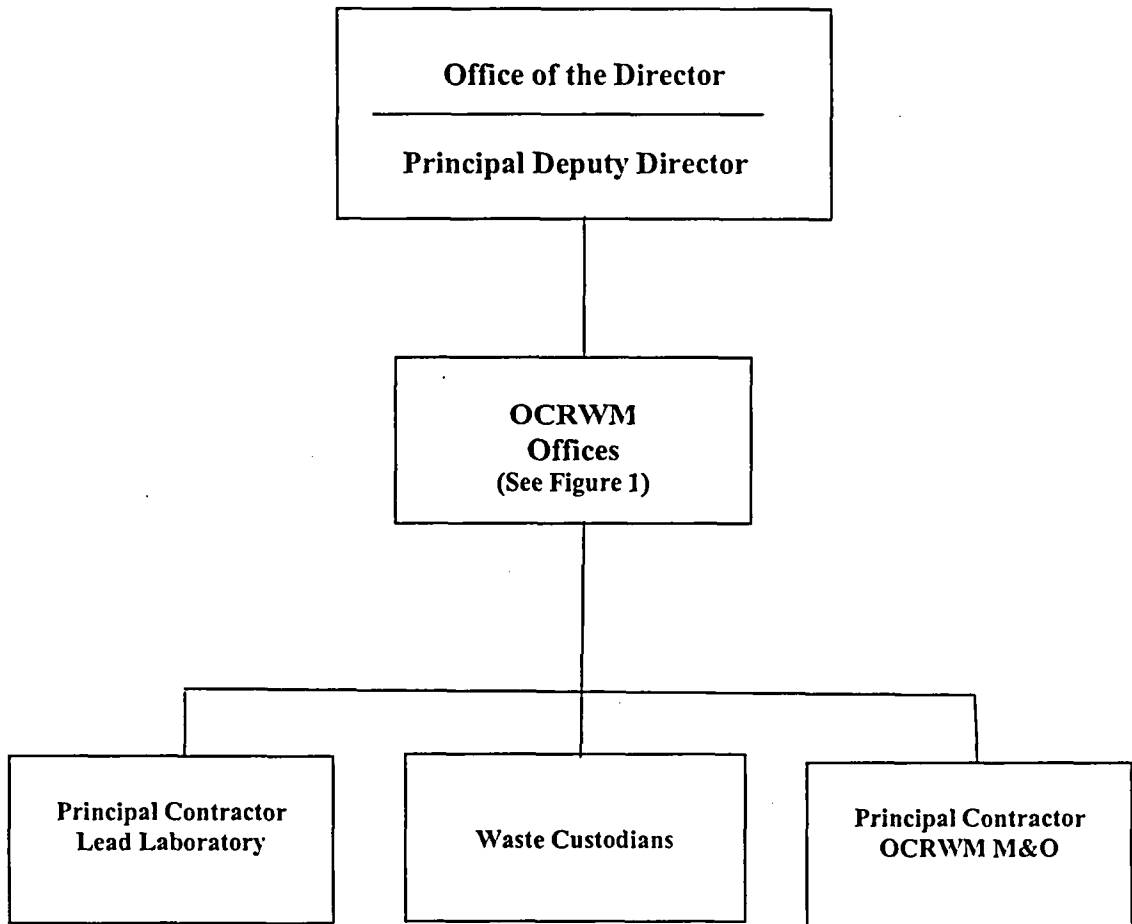 Office of the Director
Principal Deputy Director
OCRWM
Offices
(See Figure 1)
Principal Contractor
Lead Laboratory
Waste Custodians
Principal Contractor
OCRWM M&O